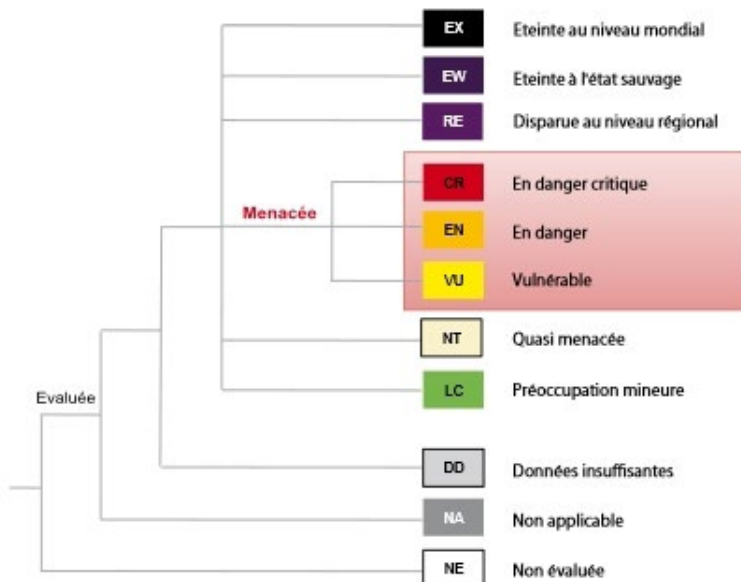 EX Eteinte au niveau mondial
EW Eteinte à l'état sauvage
RE Disparue au niveau régional
CR En danger critique
Menacée
EN En danger
VU Vulnérable
NT Quasi menacée
LC Préoccupation mineure
Evaluée
DD Données insuffisantes
NA Non applicable
NE Non évaluée